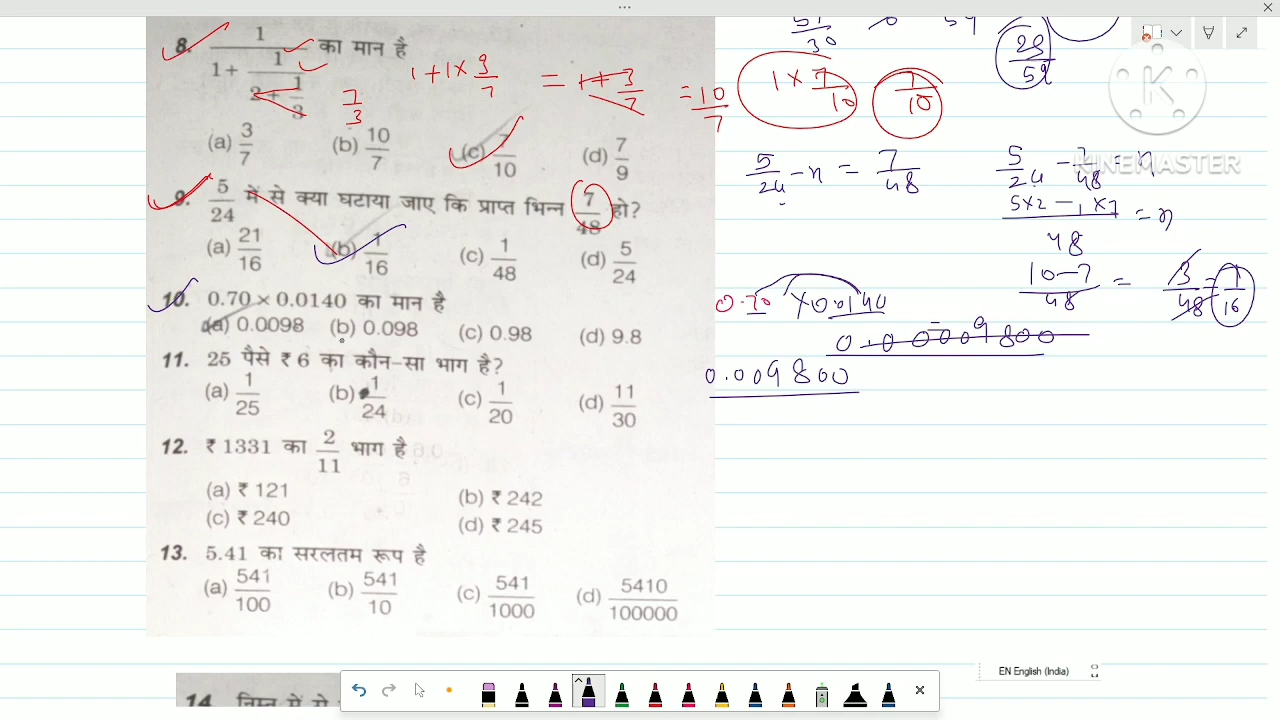 8. 1/(1+1/(2+1/3)) का मान है
1+1×3/7 = 1+3/7 = 10/7 1×7/10 7/10
7/3
29/59
(a) 3/7 (b) 10/7 (c) 7/10 (d) 7/9
KINEMASTER
5/24 - n = 7/48
5/24 - 7/48 = n
5×2-1×7/48 = n
10-7/48 = 3/48 = 1/16
9. 5/24 में से क्या घटाया जाए कि प्राप्त भिन्न 7/48 हो?
(a) 21/16 (b) 1/16 (c) 1/48 (d) 5/24
10. 0.70 × 0.0140 का मान है
0.70 × 0.0140
(a) 0.0098 (b) 0.098 (c) 0.98 (d) 9.8
0.009800
11. 25 पैसे ₹ 6 का कौन-सा भाग है?
(a) 1/25 (b) 1/24 (c) 1/20 (d) 11/30
12. ₹ 1331 का 2/11 भाग है
(a) ₹ 121 (b) ₹ 242
(c) ₹ 240 (d) ₹ 245
13. 5.41 का सरलतम रूप है
(a) 541/100 (b) 541/10 (c) 541/1000 (d) 5410/100000
EN English (India)
14. निम्न में से